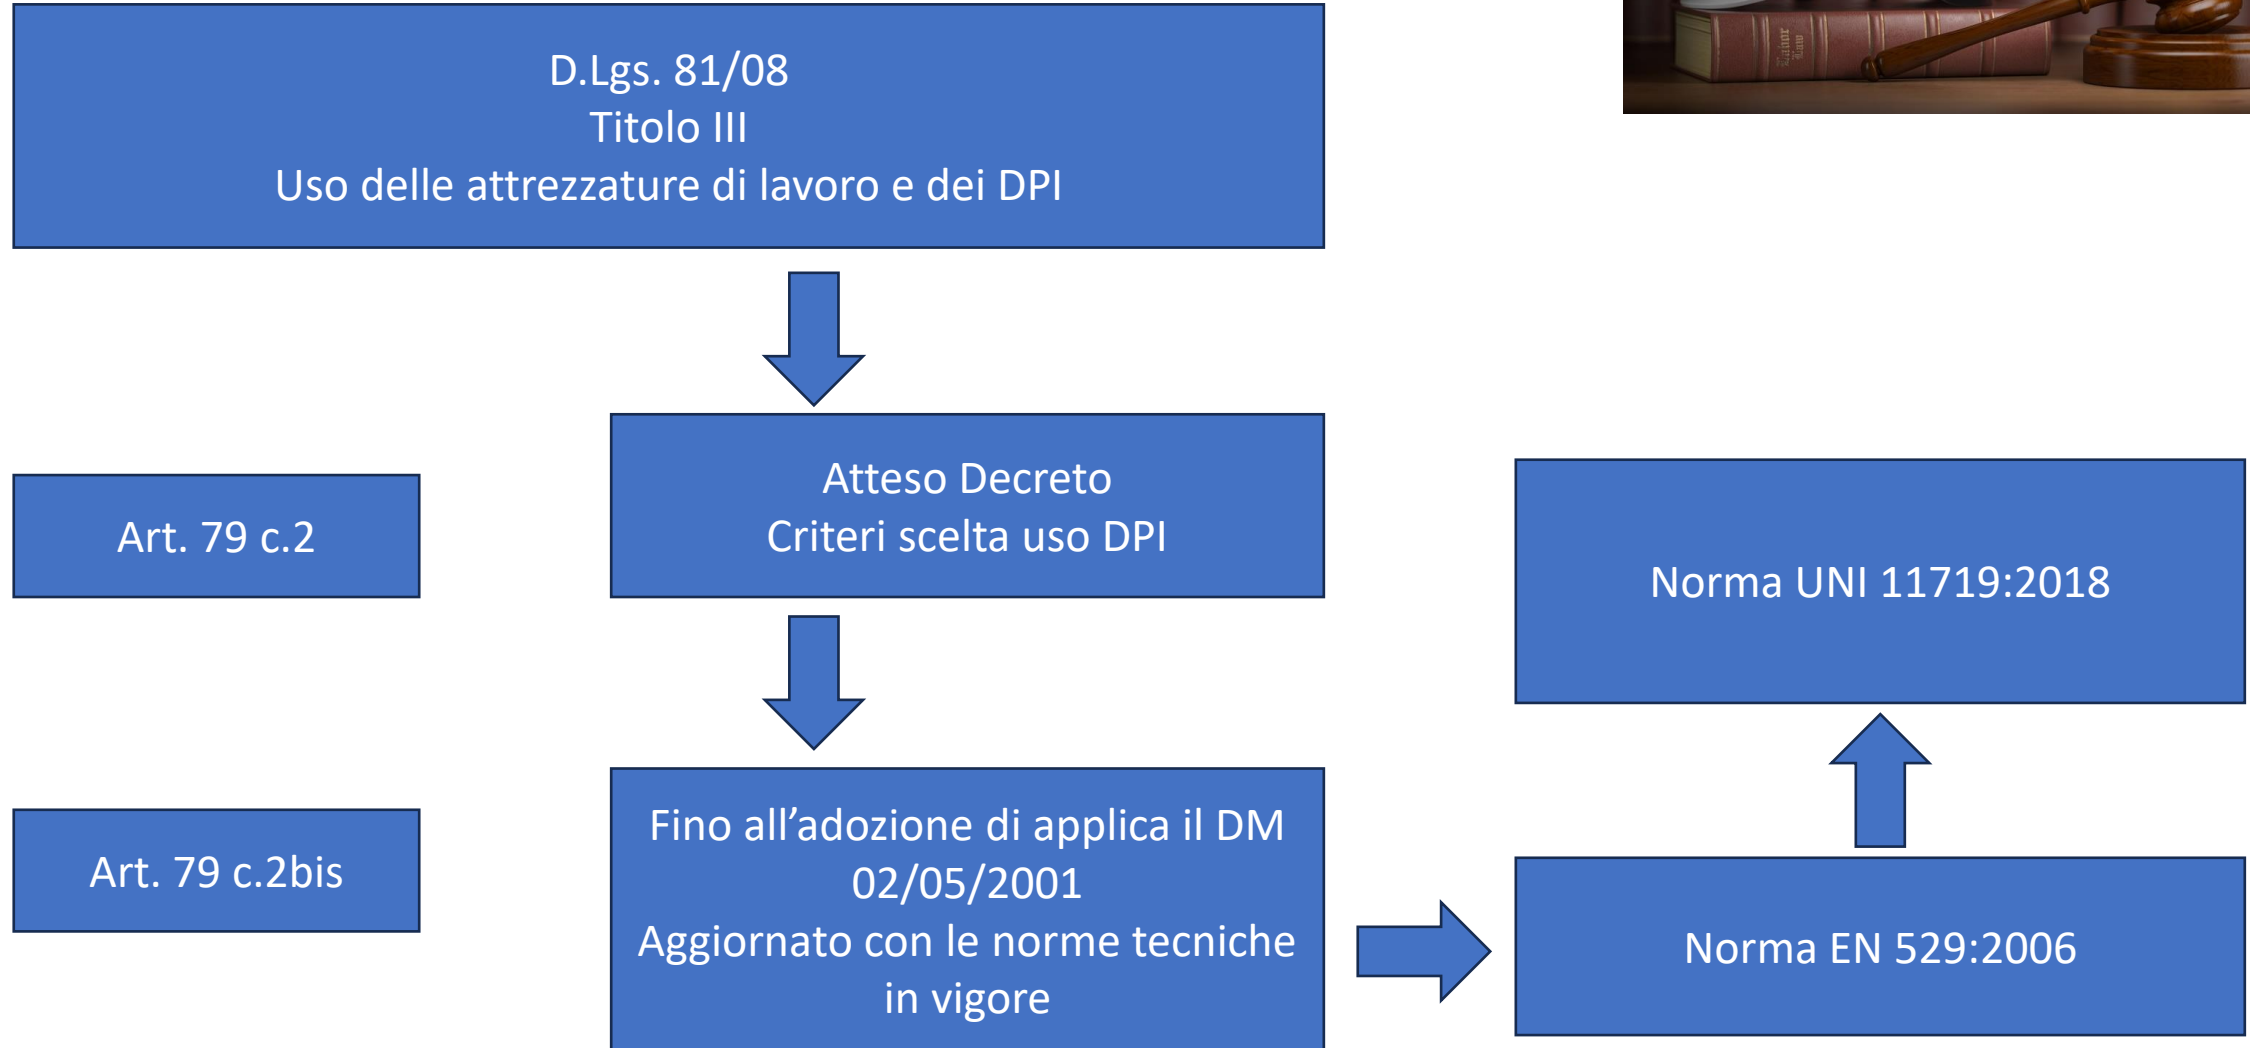 Labor
Law
D.Lgs. 81/08
Titolo III
Uso delle attrezzature di lavoro e dei DPI
Art. 79 c.2
Atteso Decreto
Criteri scelta uso DPI
Norma UNI 11719:2018
Art. 79 c.2bis
Fino all’adozione di applica il DM
02/05/2001
Aggiornato con le norme tecniche
in vigore
Norma EN 529:2006